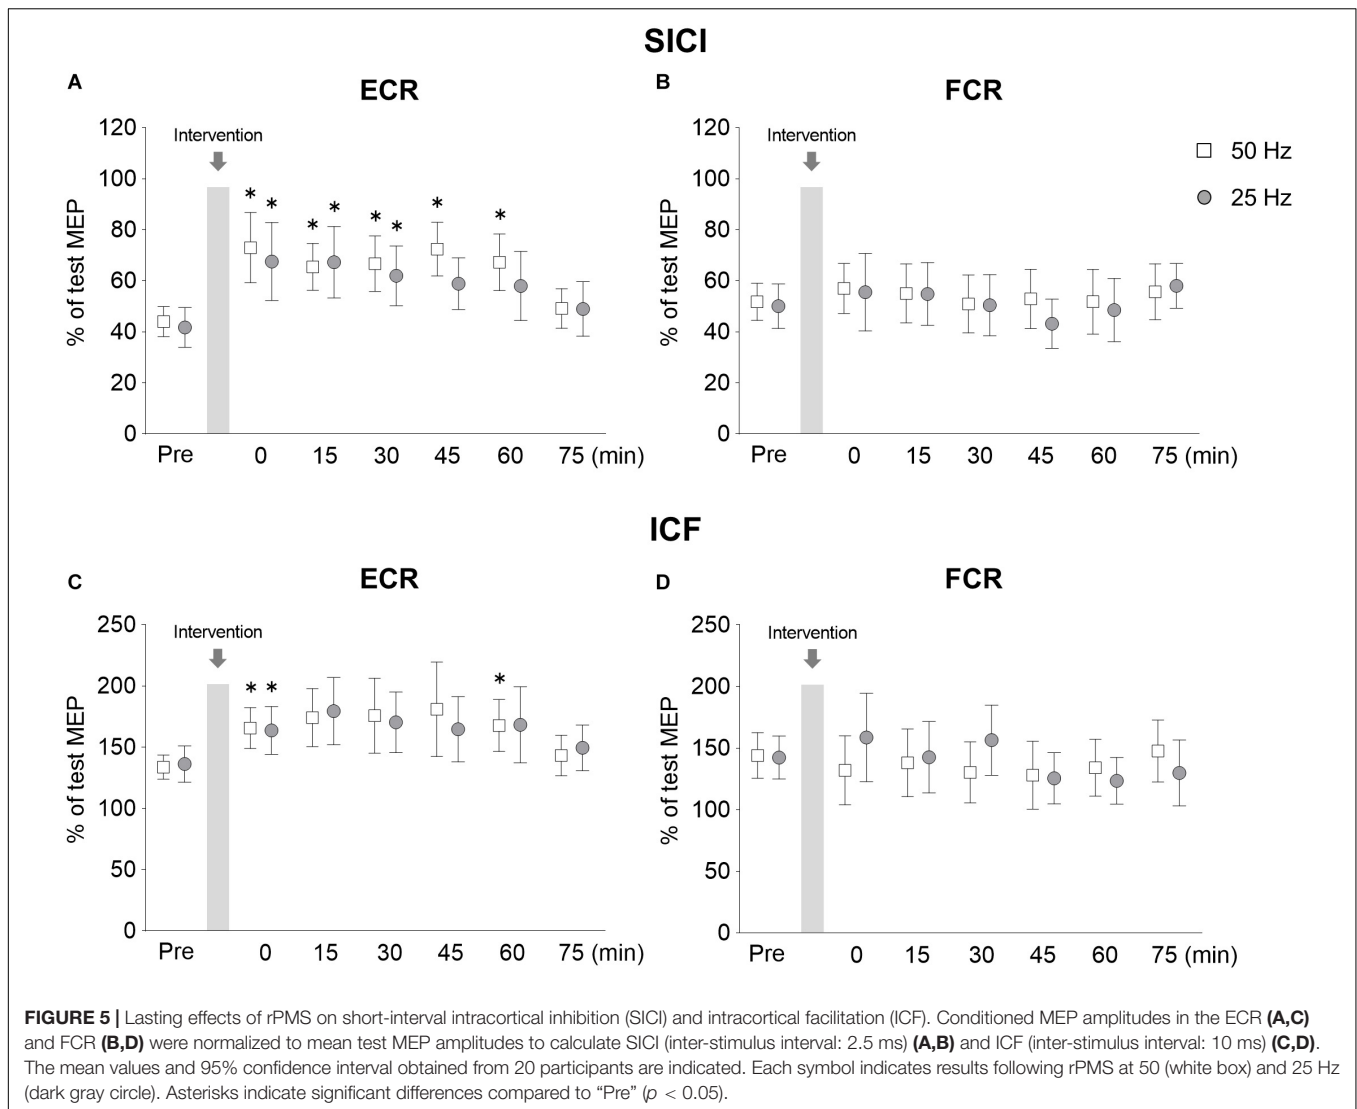 SICI
A
ECR
B
FCR
120
100
80
60
40
20
0
% of test MEP
Intervention
* * * * * * * *
Pre 0 15 30 45 60 75 (min)
120
100
80
60
40
20
0
% of test MEP
Intervention
Pre 0 15 30 45 60 75 (min)
50 Hz
25 Hz
ICF
C
ECR
D
FCR
250
200
150
100
50
0
% of test MEP
Intervention
* * *
Pre 0 15 30 45 60 75 (min)
250
200
150
100
50
0
% of test MEP
Intervention
Pre 0 15 30 45 60 75 (min)
FIGURE 5 | Lasting effects of rPMS on short-interval intracortical inhibition (SICI) and intracortical facilitation (ICF). Conditioned MEP amplitudes in the ECR (A,C)
and FCR (B,D) were normalized to mean test MEP amplitudes to calculate SICI (inter-stimulus interval: 2.5 ms) (A,B) and ICF (inter-stimulus interval: 10 ms) (C,D).
The mean values and 95% confidence interval obtained from 20 participants are indicated. Each symbol indicates results following rPMS at 50 (white box) and 25 Hz
(dark gray circle). Asterisks indicate significant differences compared to “Pre” (p < 0.05).